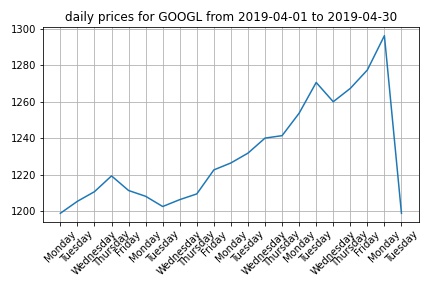 daily prices for GOOGL from 2019-04-01 to 2019-04-30
1300
1280
1260
1240
1220
1200
Monday
Tuesday
Wednesday
Thursday
Friday
Monday
Tuesday
Wednesday
Thursday
Friday
Monday
Tuesday
Wednesday
Thursday
Monday
Tuesday
Wednesday
Thursday
Friday
Monday
Tuesday